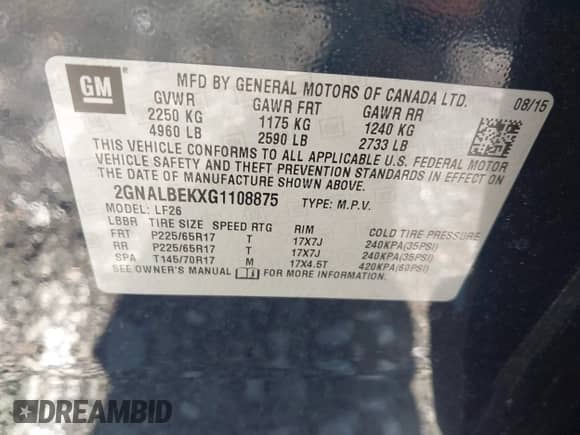 GM
MFD BY GENERAL MOTORS OF CANADA LTD. 08/15
GVWR GAWR FRT GAWR RR
2250 KG 1175 KG 1240 KG
4960 LB 2590 LB 2733 LB
THIS VEHICLE CONFORMS TO ALL APPLICABLE U.S. FEDERAL MOTOR
VEHICLE SAFETY AND THEFT PREVENTION STANDARDS IN EFFECT ON
THE DATE OF MANUFACTURE SHOWN ABOVE.
2GNALBEKXG1108875 TYPE: M.P.V.
MODEL: LF26
LBBR TIRE SIZE SPEED RTG RIM COLD TIRE PRESSURE
FRT P225/65R17 T 17X7J 240KPA(35PSI)
RR P225/65R17 T 17X7J 240KPA(35PSI)
SPA T145/70R17 M 17X4.5T 420KPA(60PSI)
SEE OWNER'S MANUAL FOR MORE INFORMATION.
DREAMBID